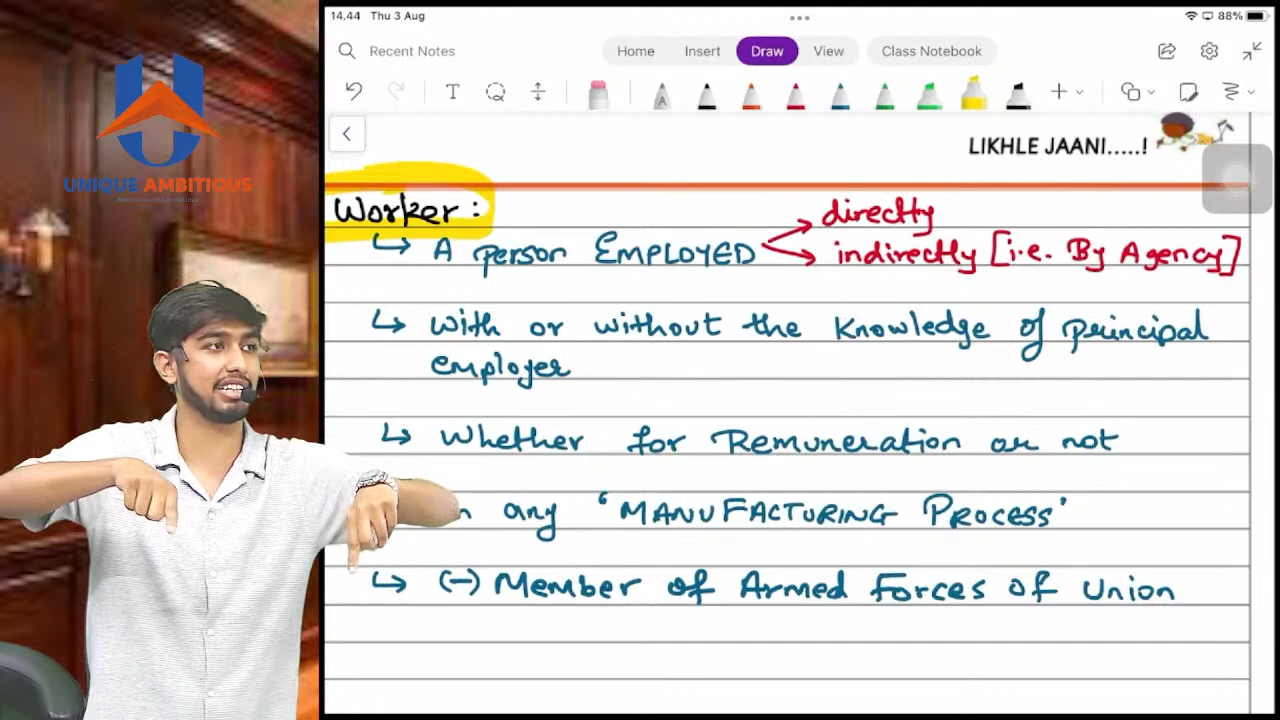 14.44 Thu 3 Aug
88%
Recent Notes
Home Insert Draw View Class Notebook
T
A
UNIQUE AMBITIOUS
LIKHLE JAANI.....!
Worker :
directly
↳ A person EMPLOYED
indirectly [i.e. By Agency]
↳ With or without the Knowledge of principal
employer
↳ Whether for Remuneration or not
any 'MANUFACTURING PROCESS'
↳ (-) Member of Armed Forces of Union